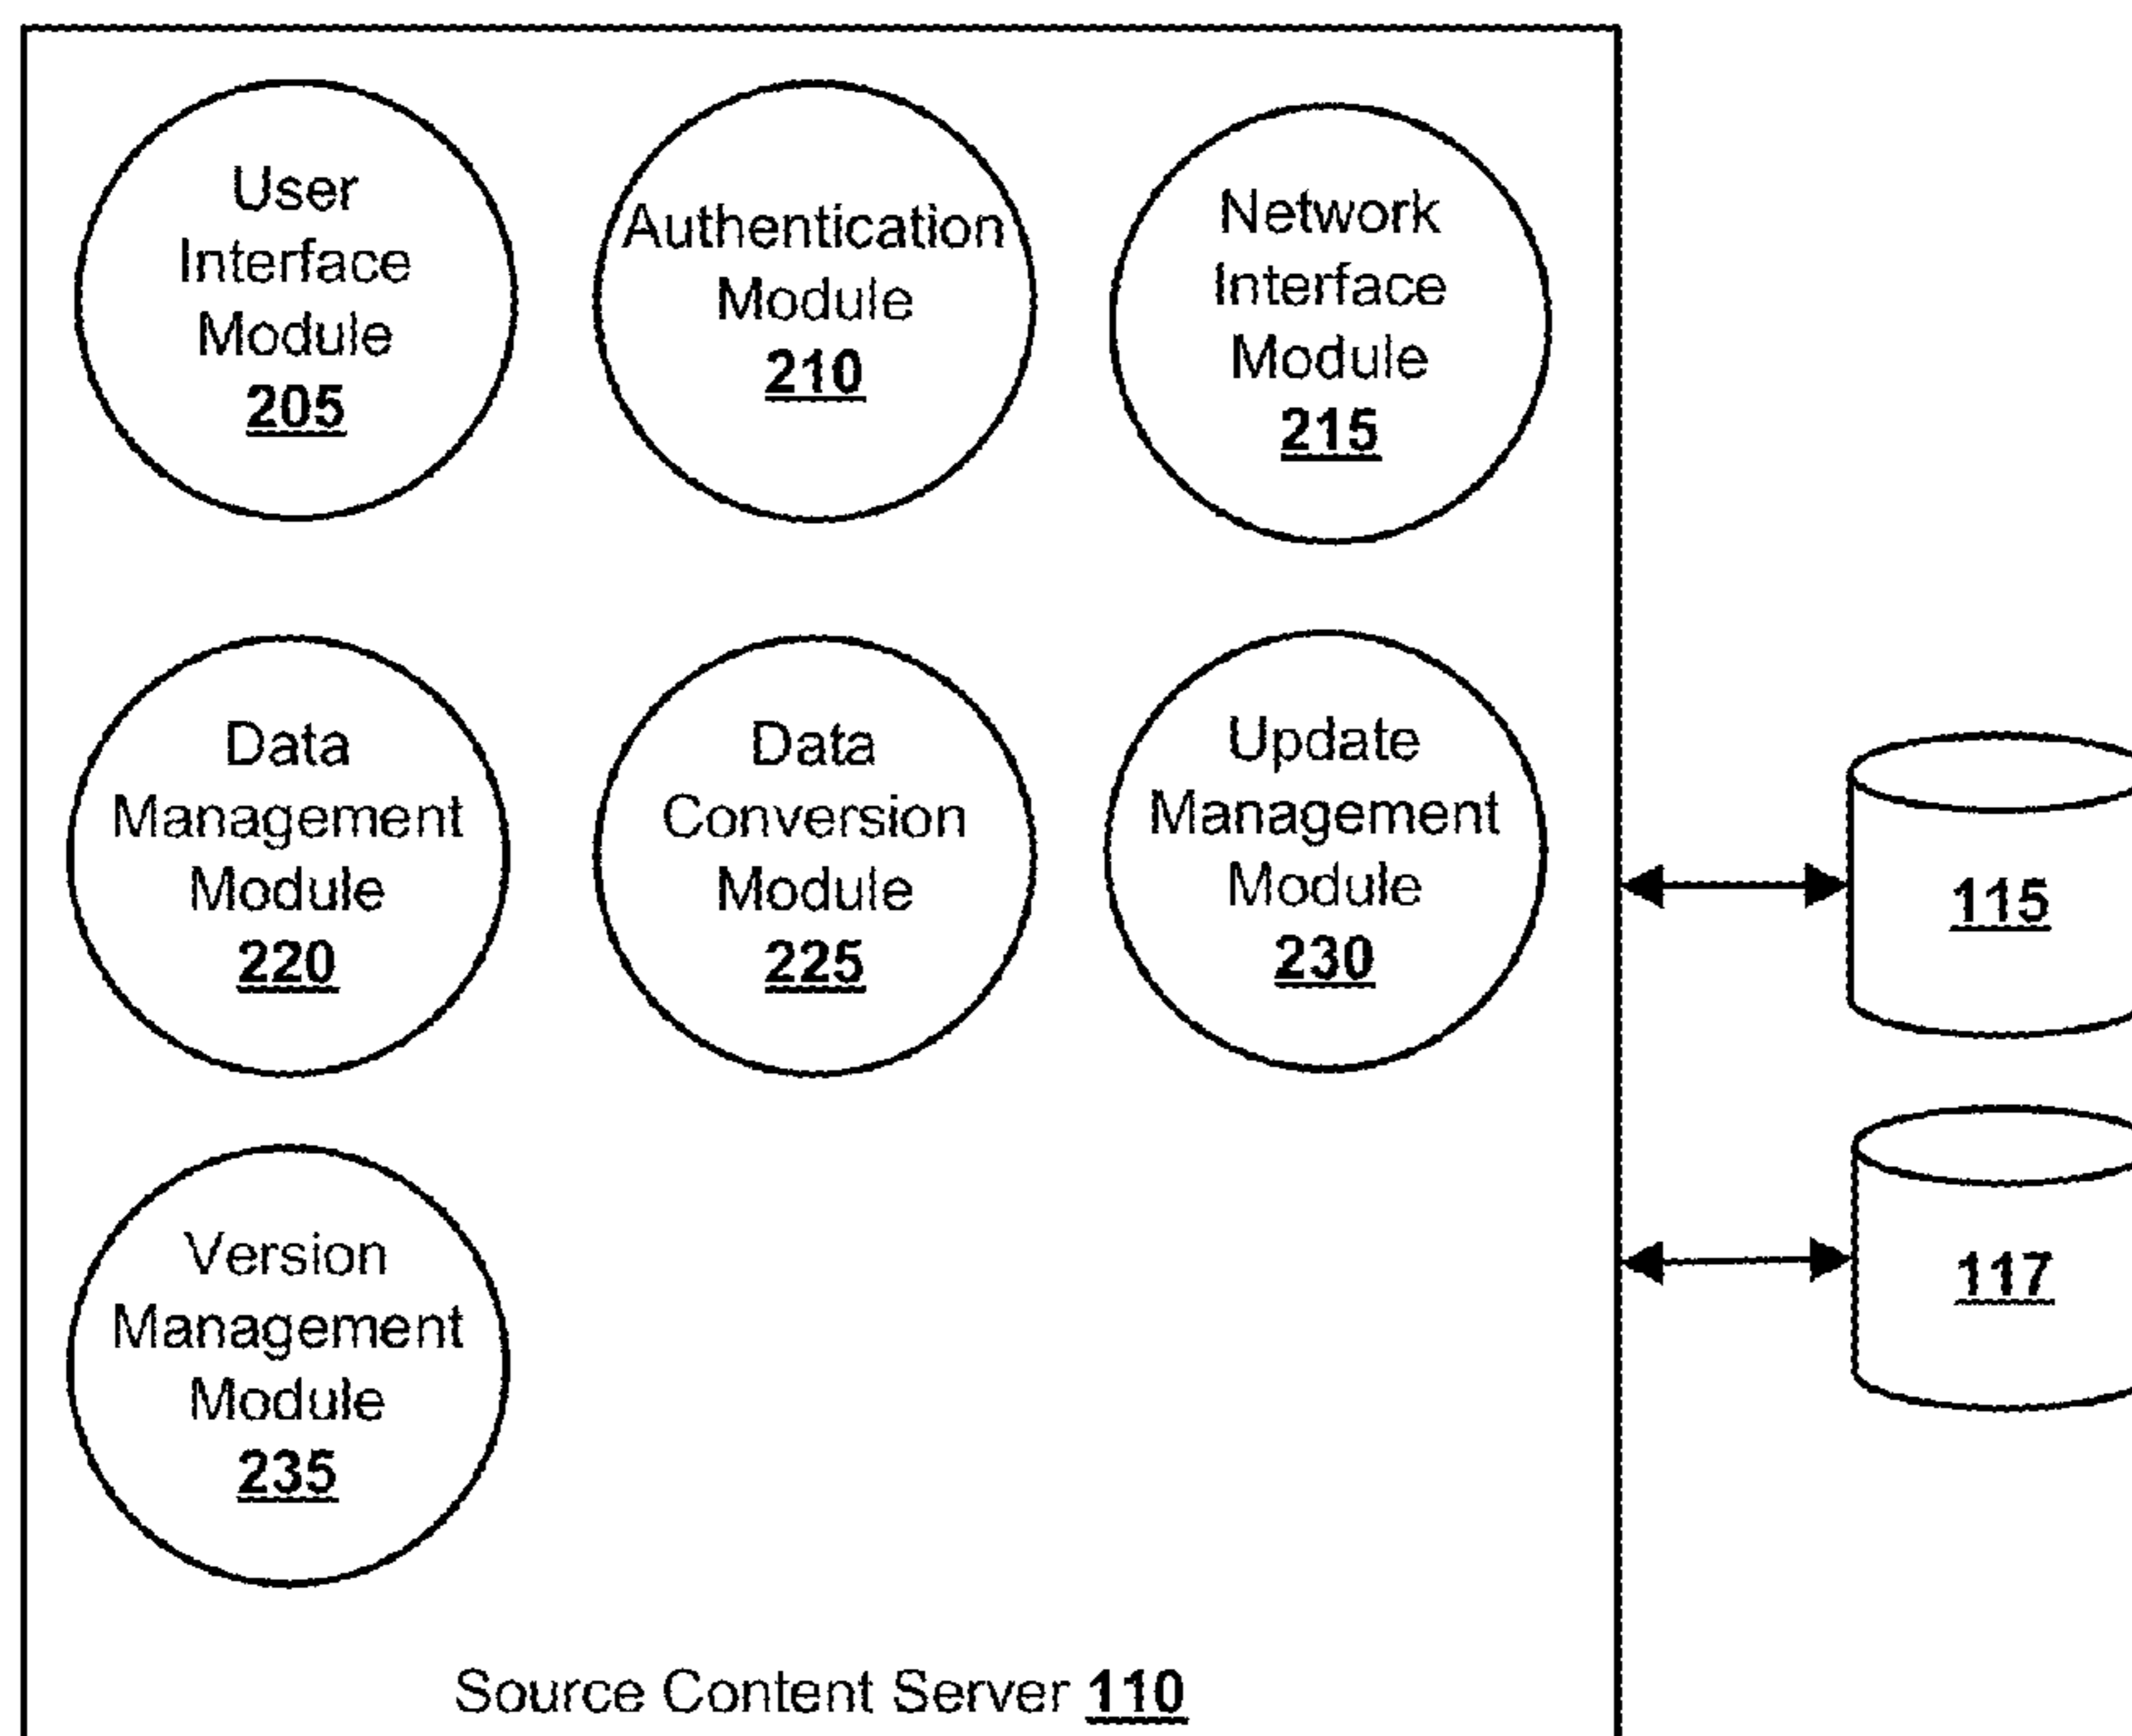 User
Interface
Module
205
Authentication
Module
210
Network
Interface
Module
215
Data
Management
Module
220
Data
Conversion
Module
225
Update
Management
Module
230
115
Version
Management
Module
235
117
Source Content Server 110